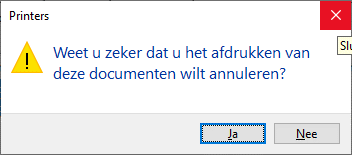 Printers
Weet u zeker dat u het afdrukken van
deze documenten wilt annuleren?
Ja
Nee